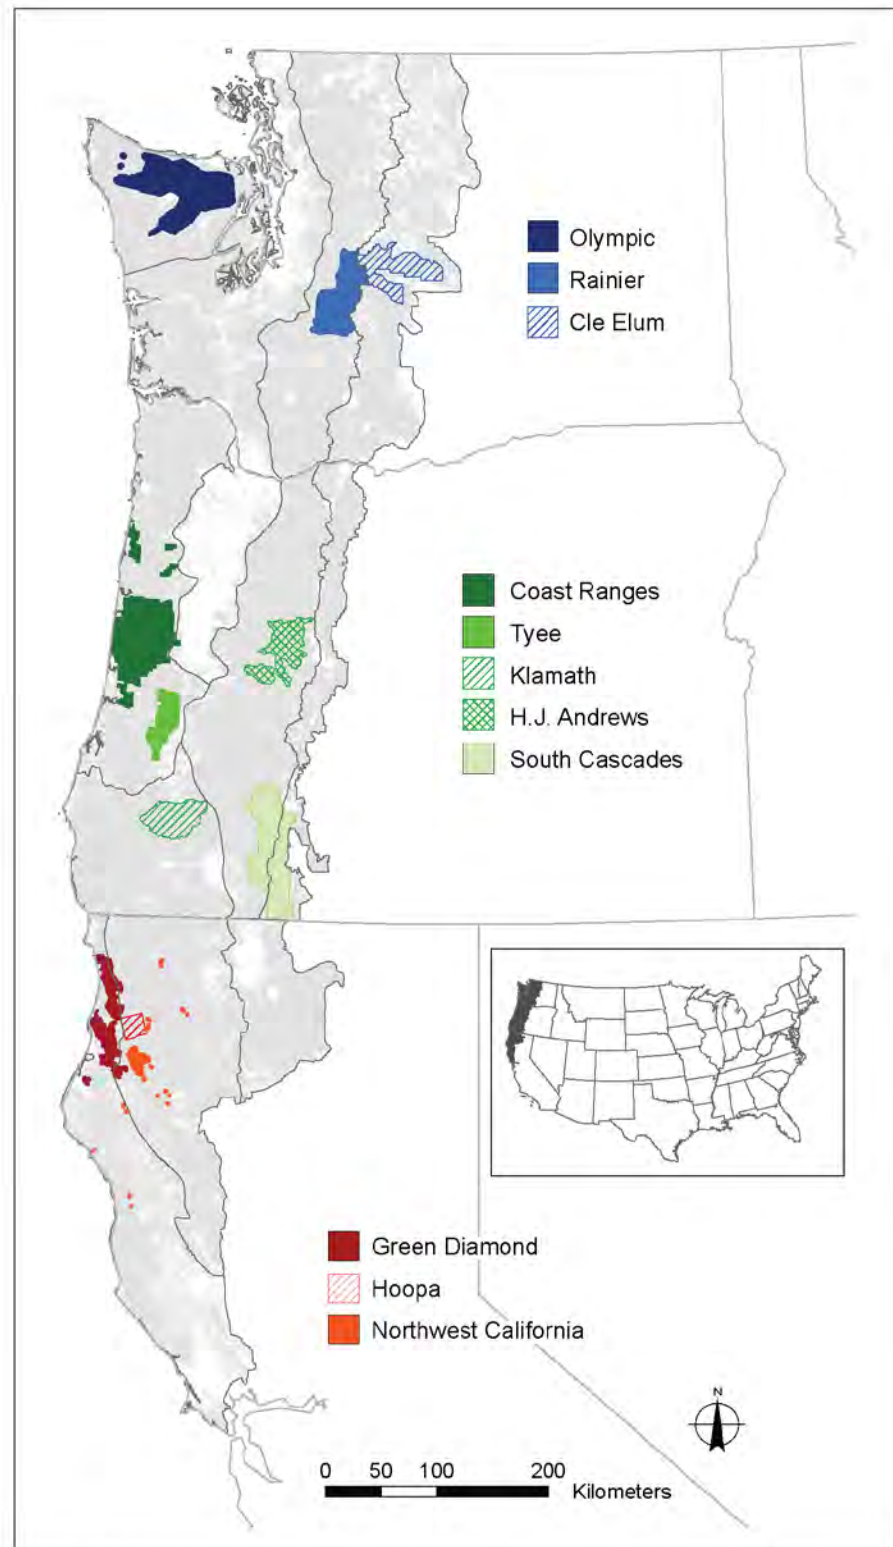 Olympic
Rainier
Cle Elum
Coast Ranges
Tyee
Klamath
H.J. Andrews
South Cascades
Green Diamond
Hoopa
Northwest California
N
0 50 100 200
Kilometers